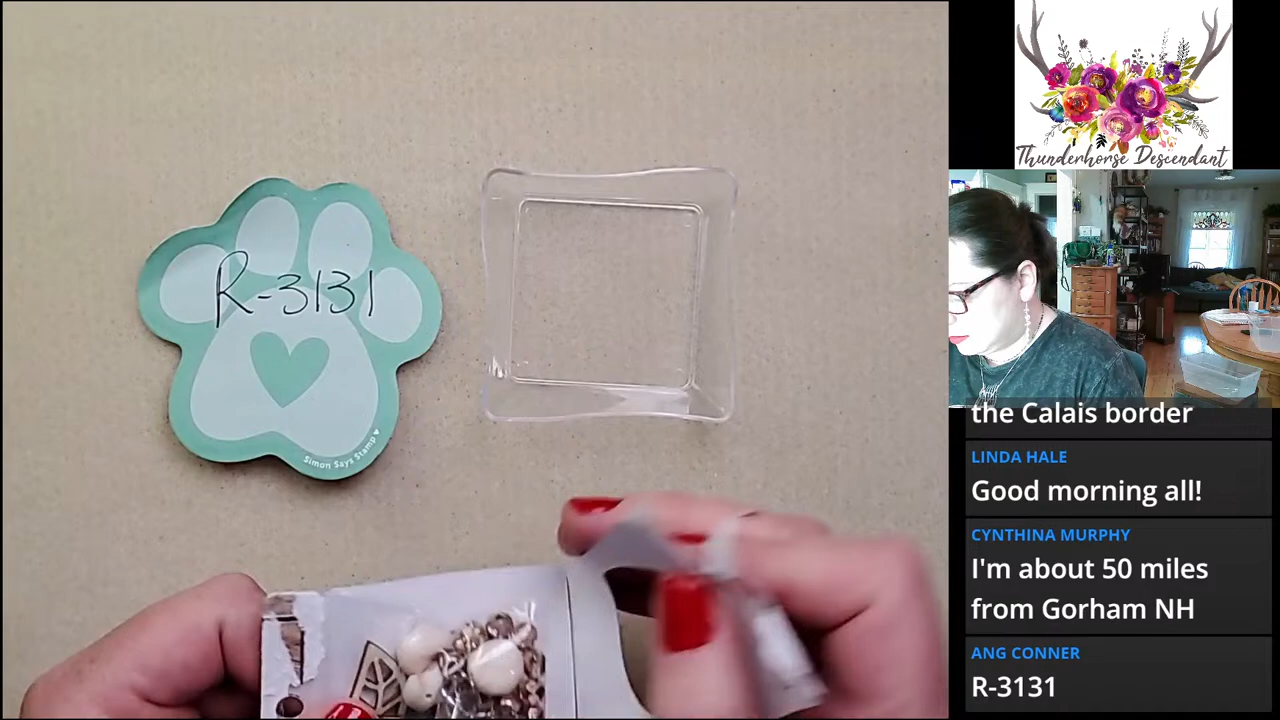 R-3131
Simon Says Stamp
Thunderhorse Descendant
the Calais border
LINDA HALE
Good morning all!
CYNTHINA MURPHY
I'm about 50 miles
from Gorham NH
ANG CONNER
R-3131